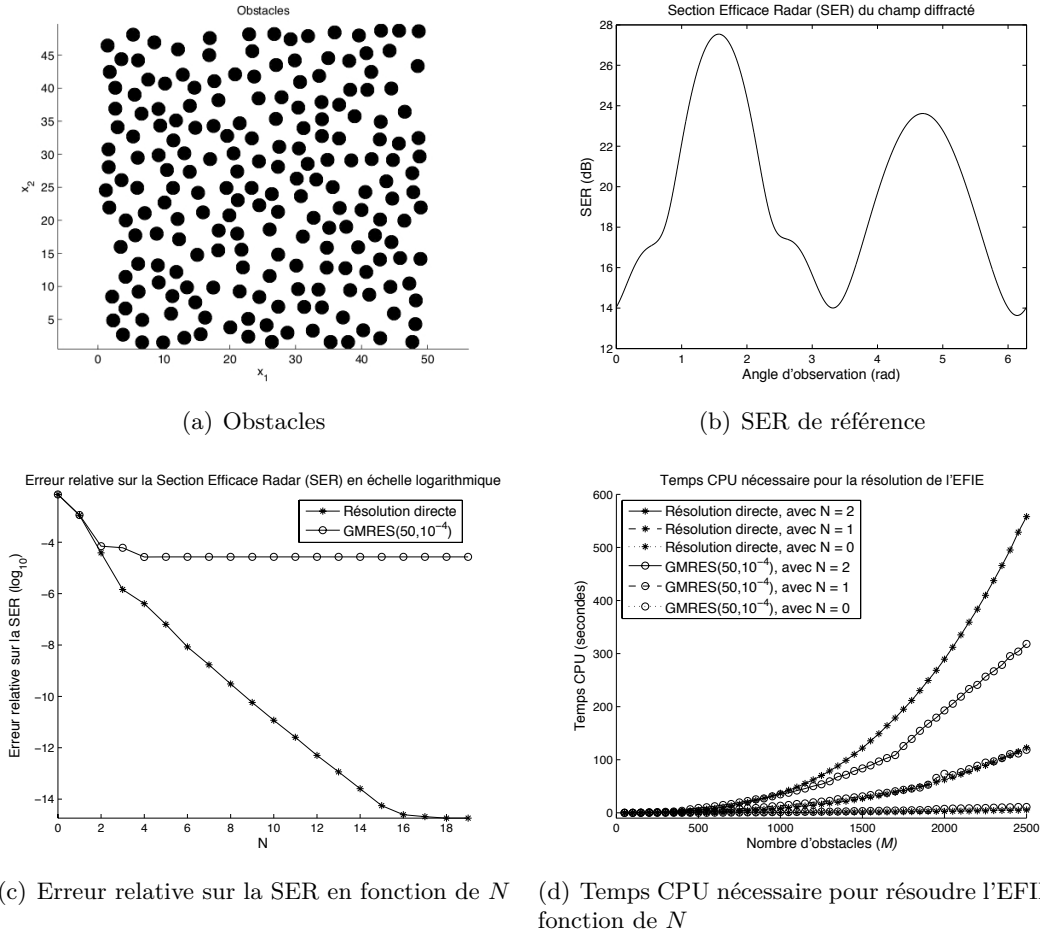 Obstacles
45
40
35
30
25
20
15
10
5
x_2
0 10 20 30 40 50
x_1
(a) Obstacles
Section Efficace Radar (SER) du champ diffracté
28
26
24
22
20
18
16
14
12
SER (dB)
0 1 2 3 4 5 6
Angle d'observation (rad)
(b) SER de référence
Erreur relative sur la Section Efficace Radar (SER) en échelle logarithmique
Résolution directe
GMRES(50,10^{−4})
−4
−6
−8
−10
−12
−14
Erreur relative sur la SER (log_{10})
0 2 4 6 8 10 12 14 16 18
N
(c) Erreur relative sur la SER en fonction de N
Temps CPU nécessaire pour la résolution de l'EFIE
600
500
400
300
200
100
0
Temps CPU (secondes)
Résolution directe, avec N = 2
Résolution directe, avec N = 1
Résolution directe, avec N = 0
GMRES(50,10^{−4}), avec N = 2
GMRES(50,10^{−4}), avec N = 1
GMRES(50,10^{−4}), avec N = 0
500 1000 1500 2000 2500
Nombre d'obstacles (M)
(d) Temps CPU nécessaire pour résoudre l'EFI
fonction de N